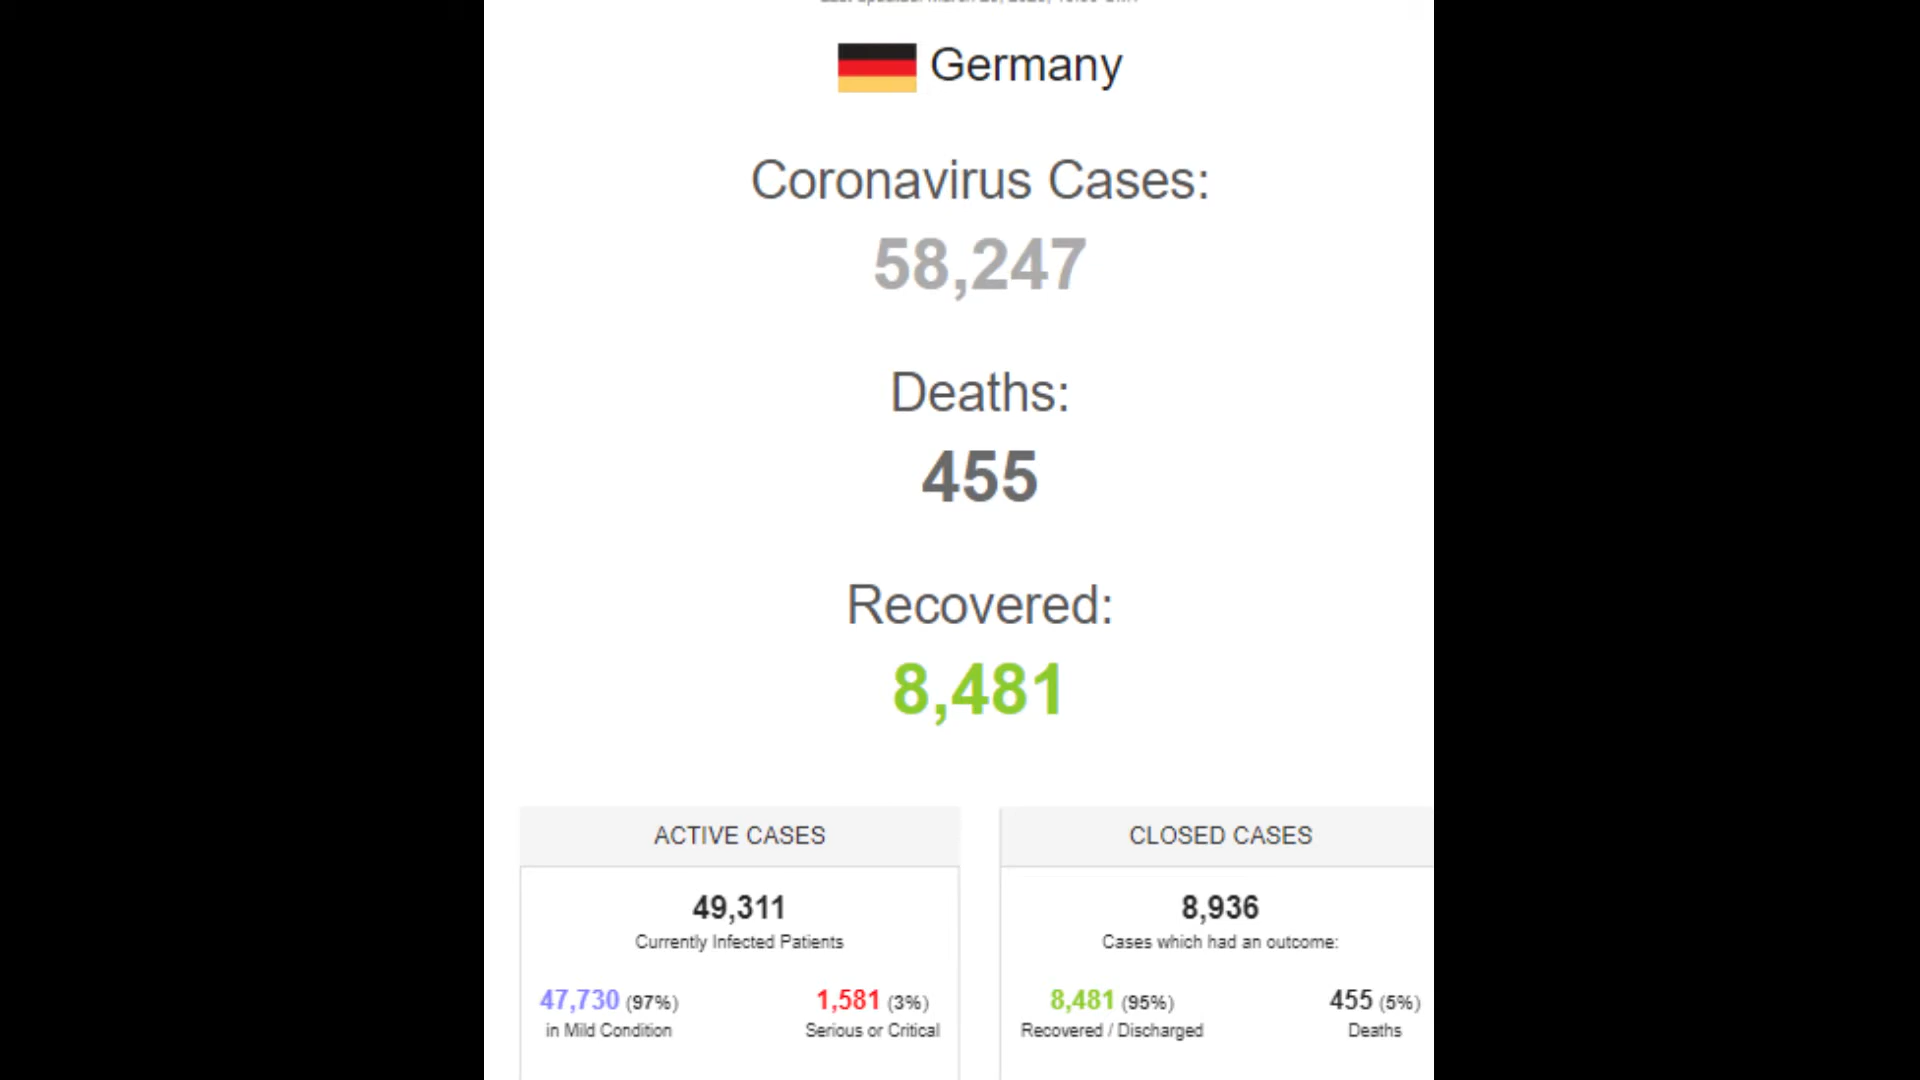 Germany
Coronavirus Cases:
58,247
Deaths:
455
Recovered:
8,481
ACTIVE CASES
49,311
Currently Infected Patients
47,730 (97%)
in Mild Condition
1,581 (3%)
Serious or Critical
CLOSED CASES
8,936
Cases which had an outcome:
8,481 (95%)
Recovered / Discharged
455 (5%)
Deaths